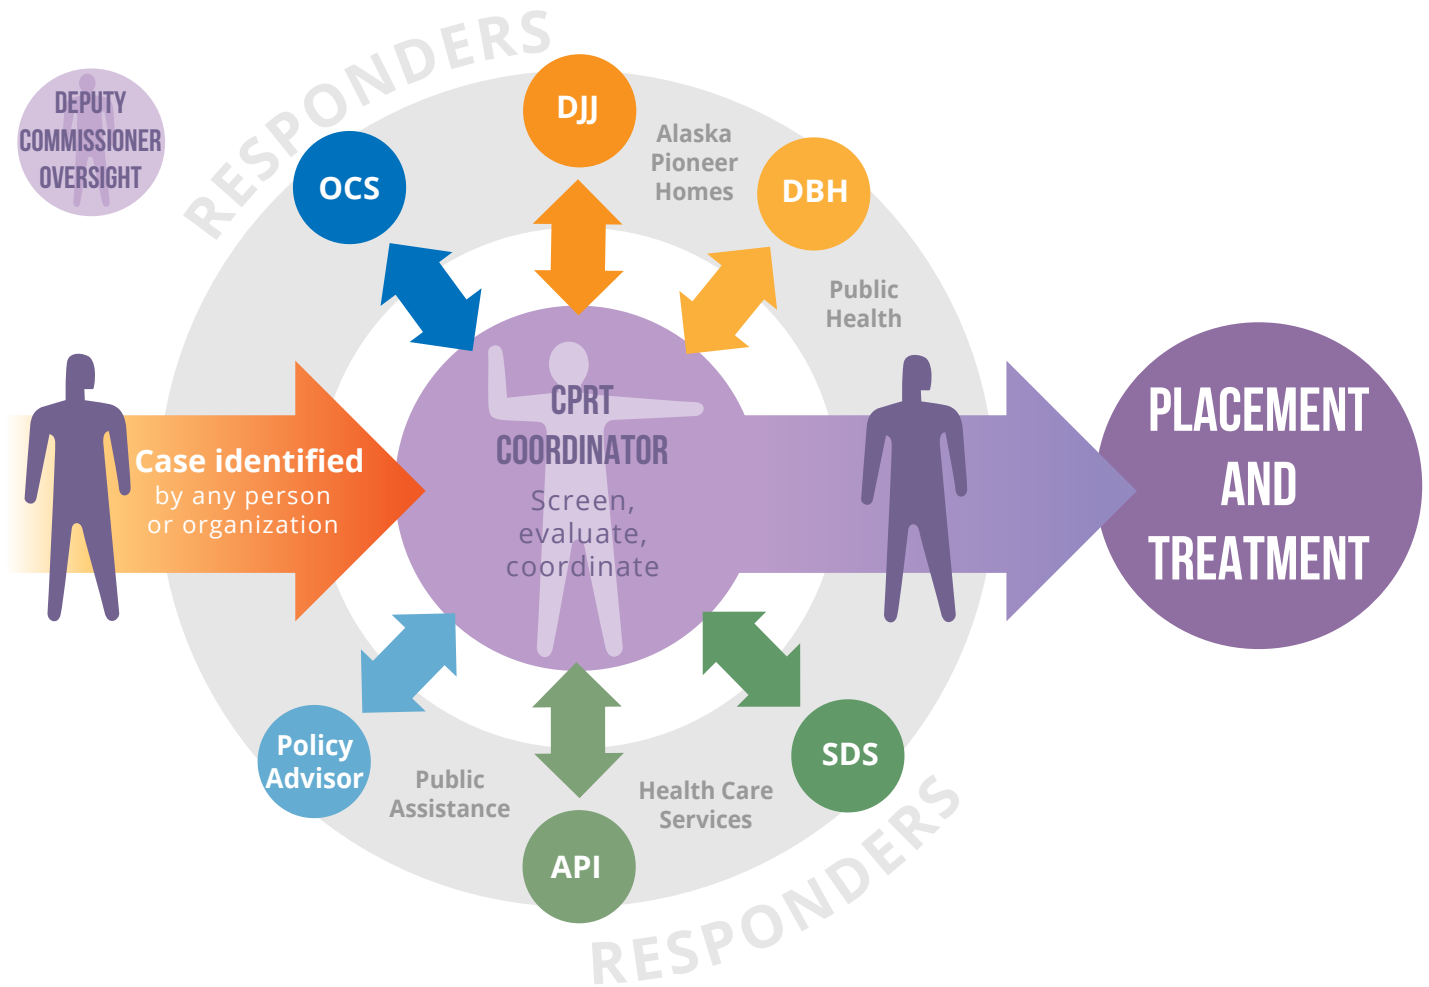 RESPONDERS
DEPUTY
COMMISSIONER
OVERSIGHT
DJJ
OCS
Alaska
Pioneer
Homes
DBH
Public
Health
Case identified
by any person
or organization
CPRT
COORDINATOR
Screen,
evaluate,
coordinate
PLACEMENT
AND
TREATMENT
Policy
Advisor
Public
Assistance
API
Health Care
Services
SDS
RESPONDERS